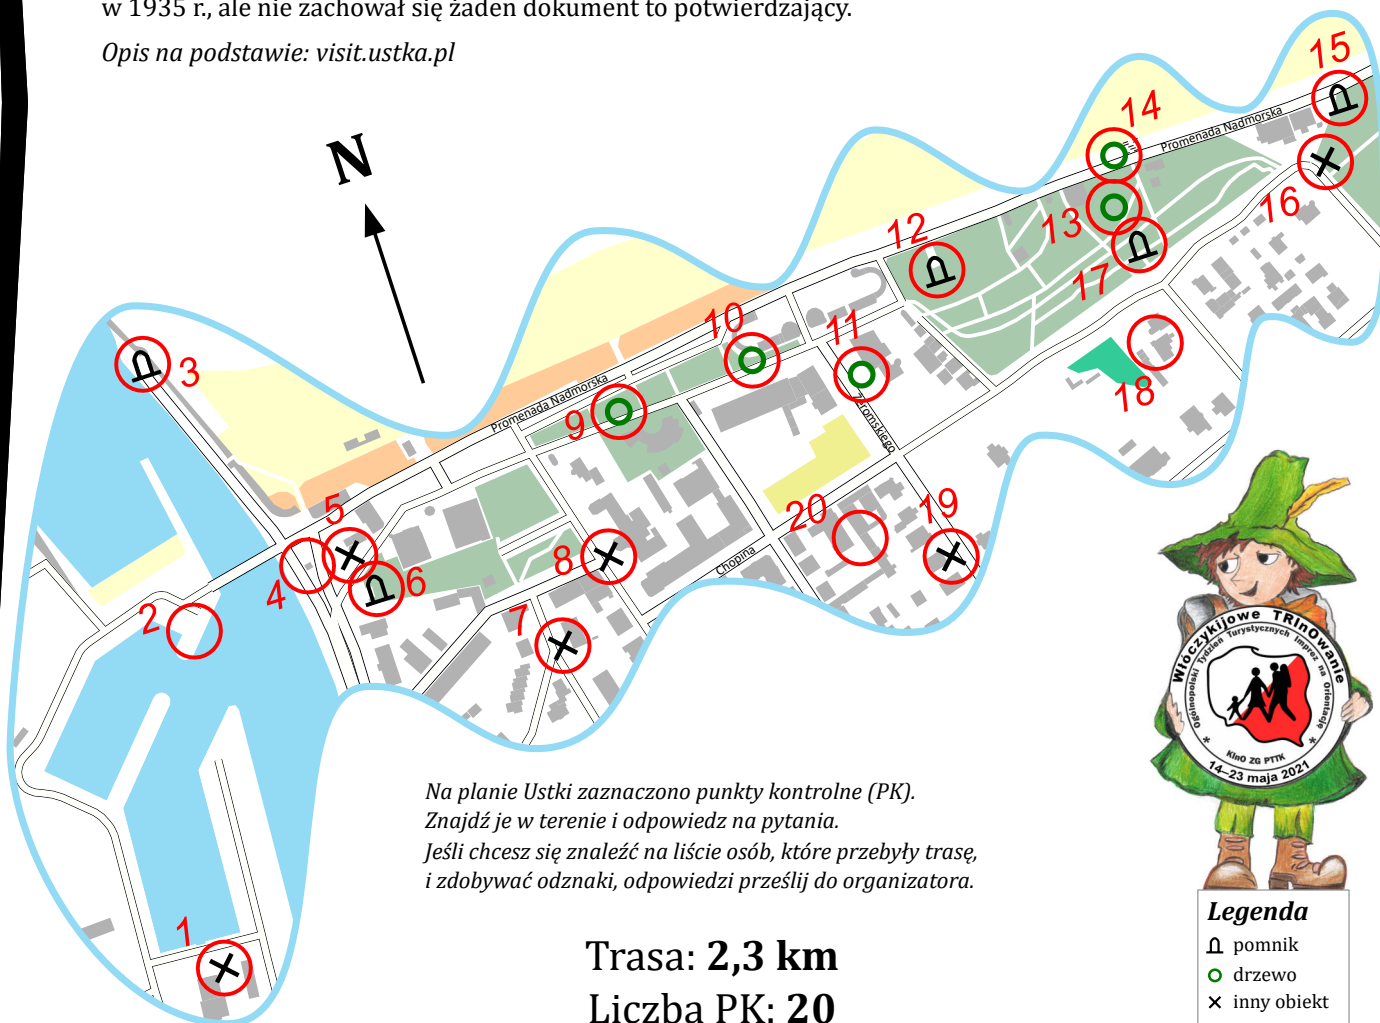 w 1935 r., ale nie zachował się żaden dokument to potwierdzający.
Opis na podstawie: visit.ustka.pl
N
15
14
Promenada Nadmorska
16
13
12
17
11
10
18
3
Promenada Nadmorska
9
Żeromskiego
5
20
19
8
Chopina
4
6
2
7
1
Włóczykijowe TRInOwanie
Ogólnopolski Tydzień Turystycznych Imprez na Orientację
KInO ZG PTTK
14–23 maja 2021
Na planie Ustki zaznaczono punkty kontrolne (PK).
Znajdź je w terenie i odpowiedz na pytania.
Jeśli chcesz się znaleźć na liście osób, które przebyły trasę,
i zdobywać odznaki, odpowiedzi prześlij do organizatora.
Trasa: 2,3 km
Liczba PK: 20
Legenda
pomnik
drzewo
inny obiekt